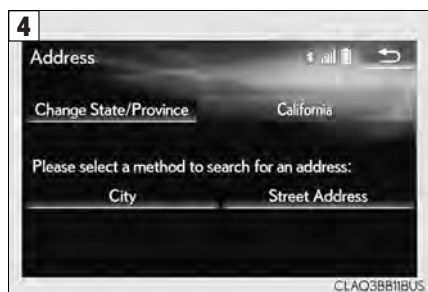 4
Address
Change State/Province California
Please select a method to search for an address:
City Street Address
CLAQ3BB11BUS